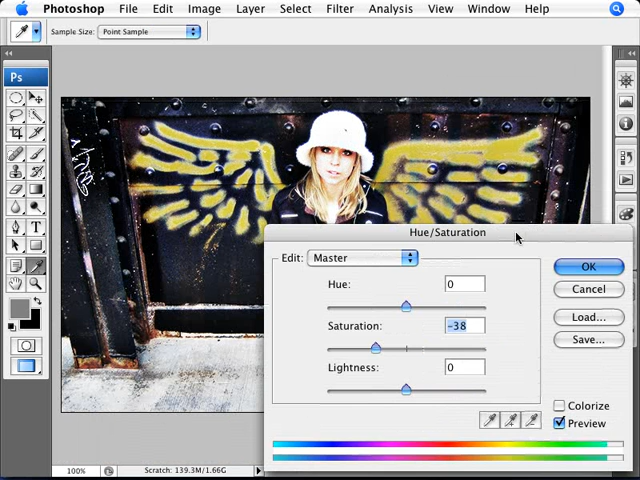 Photoshop File Edit Image Layer Select Filter Analysis View Window Help
Sample Size: Point Sample
Ps
Hue/Saturation
Edit: Master
Hue: 0
Saturation: -38
Lightness: 0
OK
Cancel
Load...
Save...
Colorize
Preview
T
100% Scratch: 139.3M/1.66G